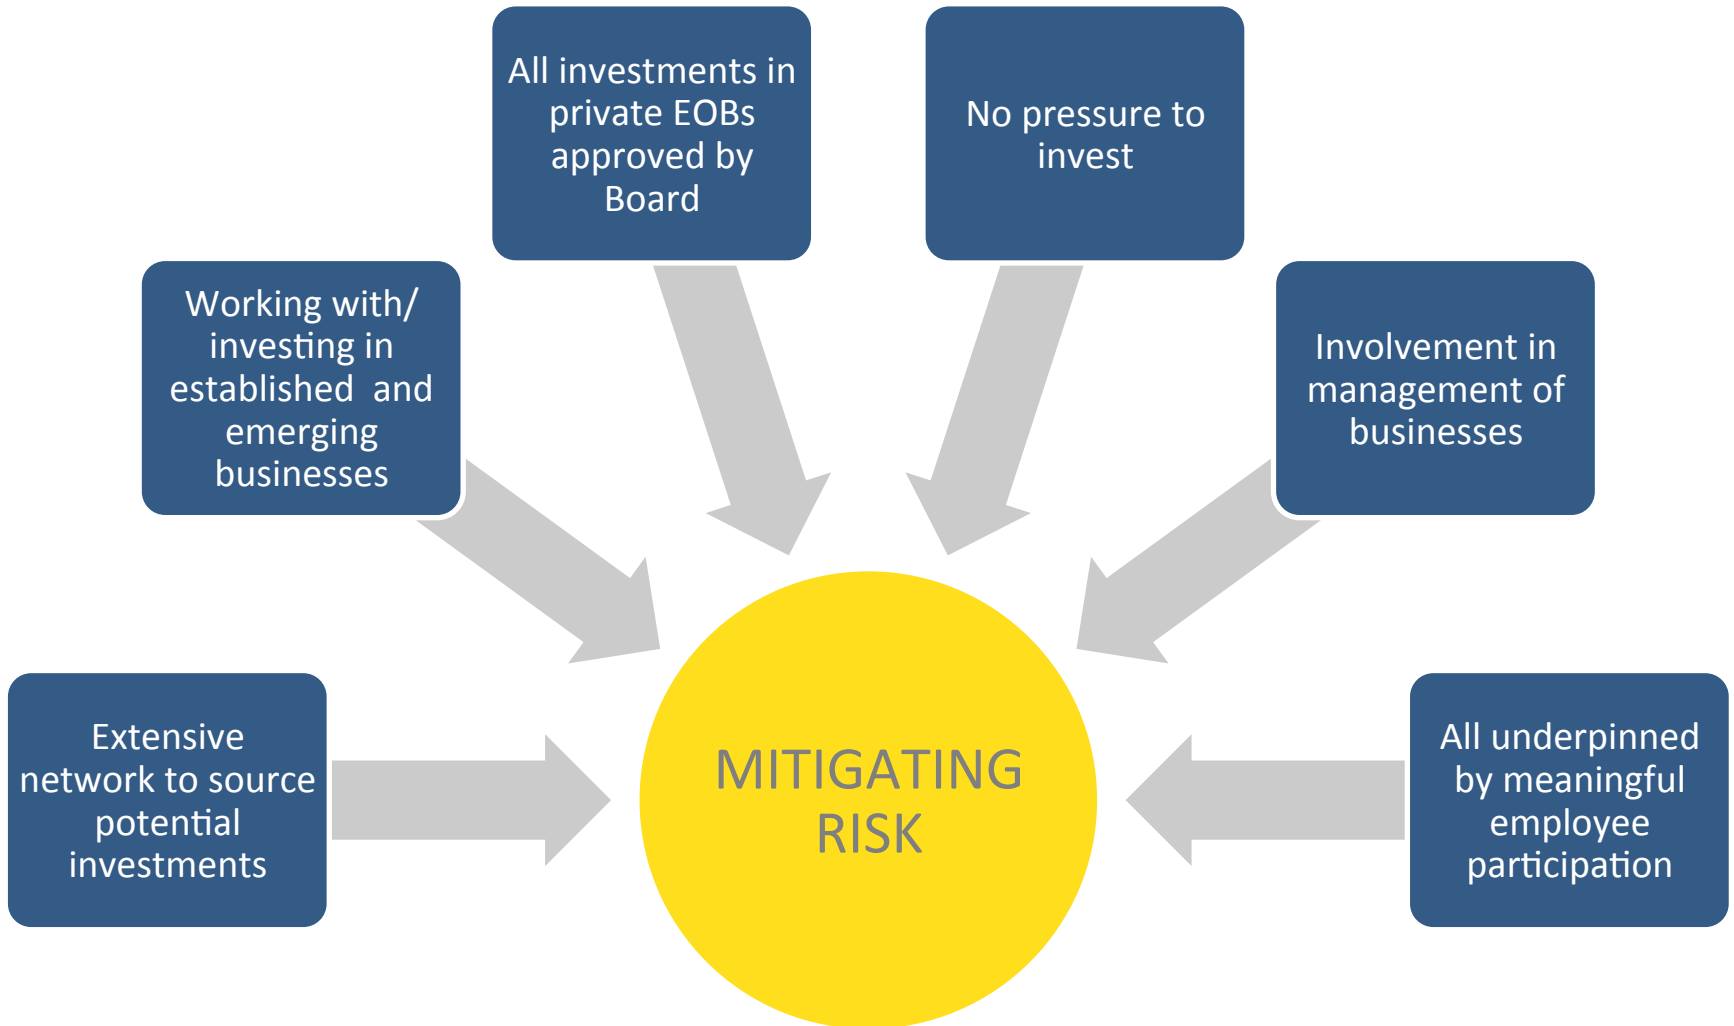 All investments in
private EOBs
approved by
Board
No pressure to
invest
Working with/
investing in
established  and
emerging
businesses
Involvement in
management of
businesses
Extensive
network to source
potential
investments
MITIGATING
RISK
All underpinned
by meaningful
employee
participation